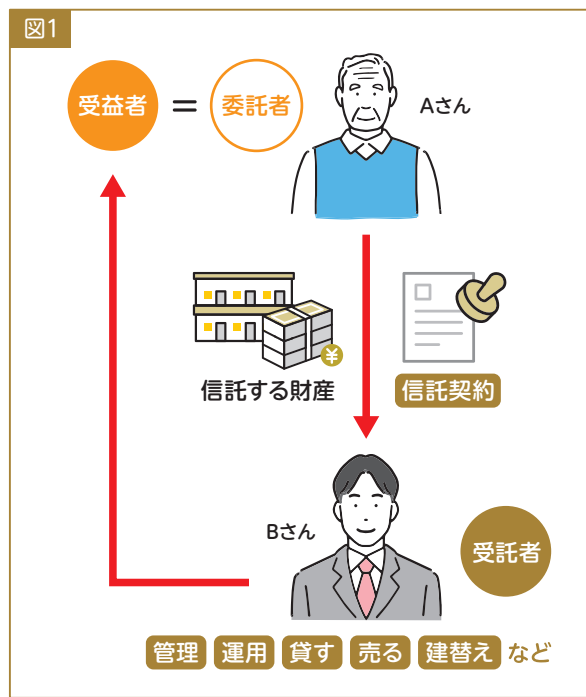 図1
受益者 = 委託者
Aさん
¥
信託する財産
信託契約
Bさん
受託者
管理 運用 貸す 売る 建替え など